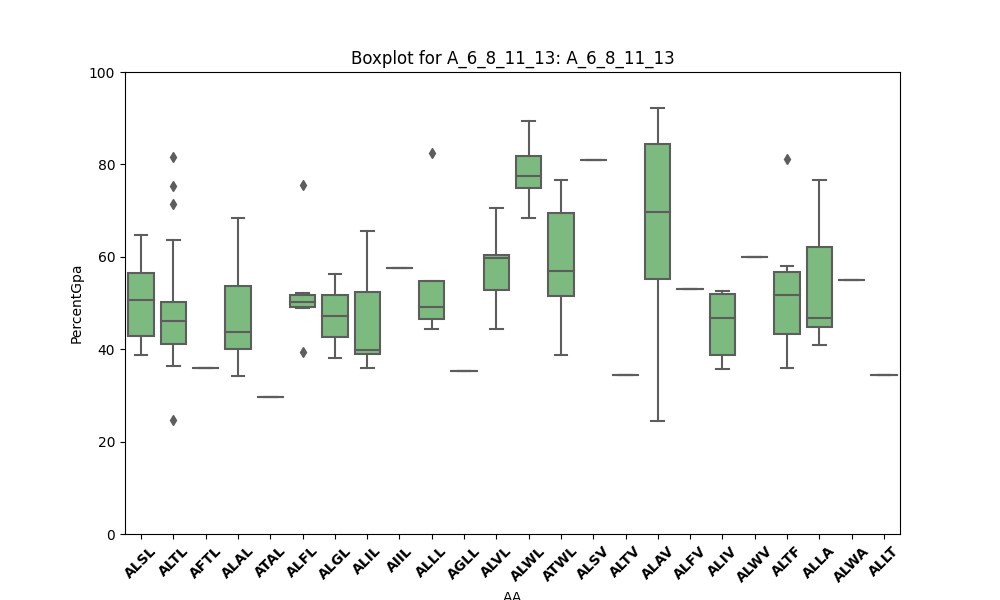 Boxplot for A_6_8_11_13: A_6_8_11_13
100
80
60
40
20
0
PercentGpa
ALSL ALTL AFTL ALAL ATAL ALFL ALGL ALIL AIIL ALLL AGLL ALVL ALWL ATWL ALSV ALTV ALAV ALFV ALIV ALWV ALTF ALLA ALWA ALLT
AA